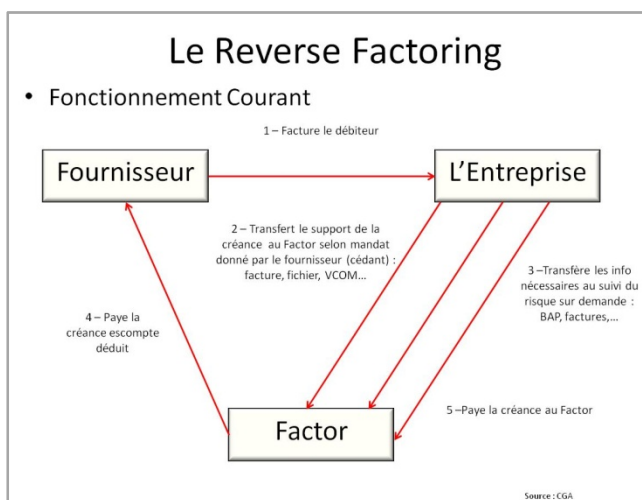 Le Reverse Factoring
• Fonctionnement Courant
1 – Facture le débiteur
Fournisseur
L'Entreprise
2 – Transfert le support de la
créance au Factor selon mandat
donné par le fournisseur (cédant) :
facture, fichier, VCOM...
3 –Transfère les info
nécessaires au suivi du
risque sur demande :
BAP, factures,...
4 – Paye la
créance escompte
déduit
5 –Paye la créance au Factor
Factor
Source : CGA